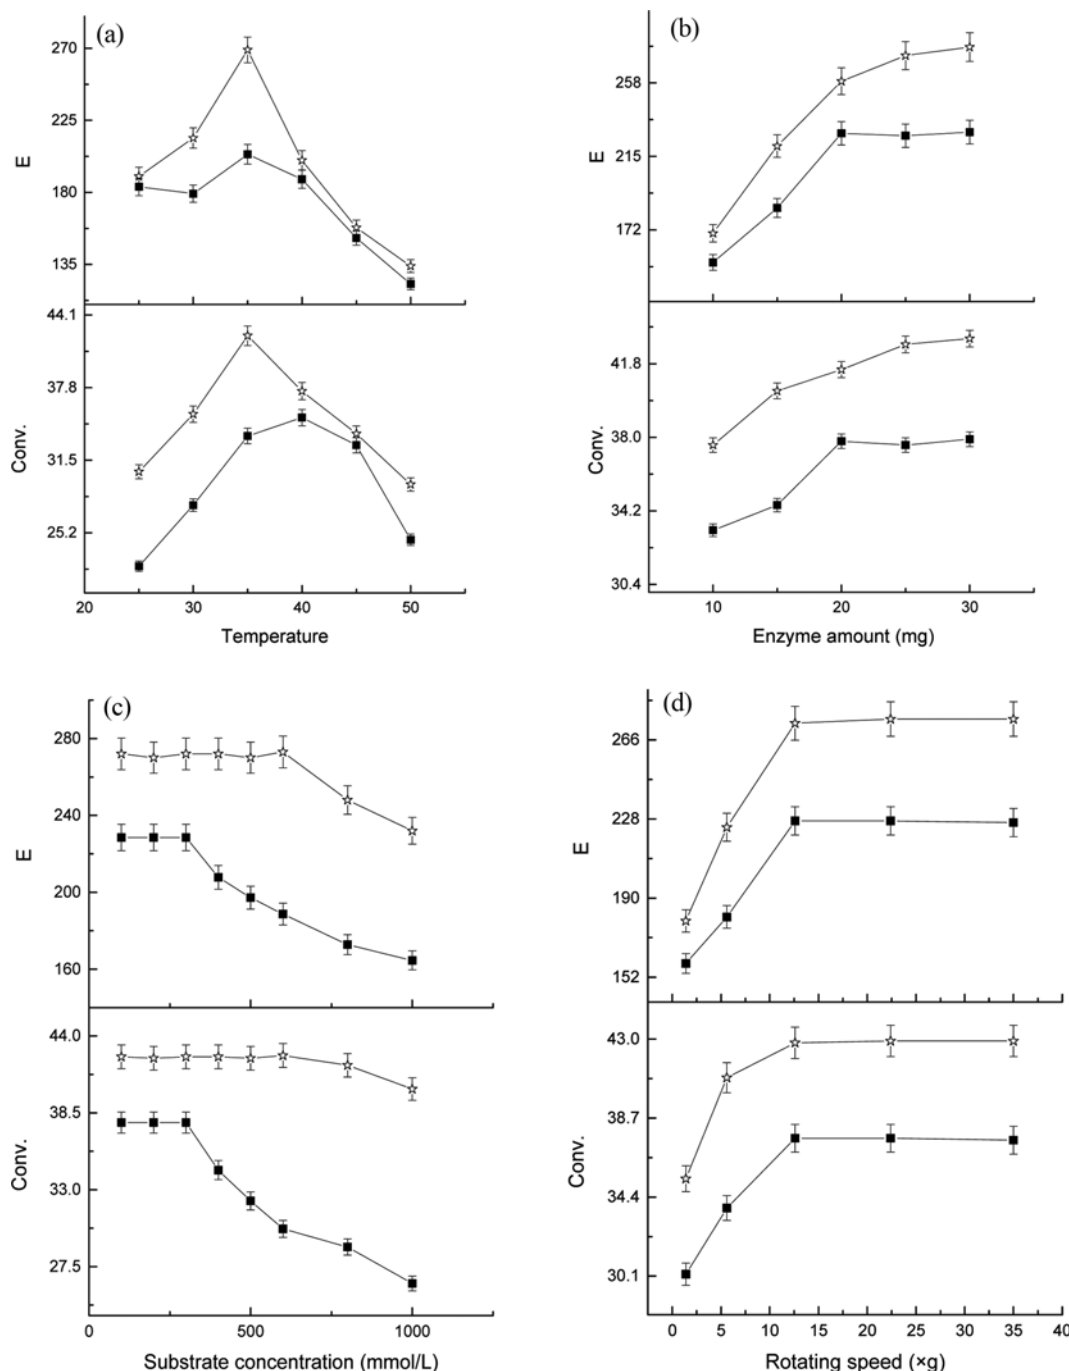 (a)
270
225
180
135
E
44.1
37.8
31.5
25.2
Conv.
20 30 40 50
Temperature
(b)
258
215
172
E
41.8
38.0
34.2
30.4
Conv.
10 20 30
Enzyme amount (mg)
(c)
280
240
200
160
E
44.0
38.5
33.0
27.5
Conv.
0 500 1000
Substrate concentration (mmol/L)
(d)
266
228
190
152
E
43.0
38.7
34.4
30.1
Conv.
0 5 10 15 20 25 30 35 40
Rotating speed (×g)